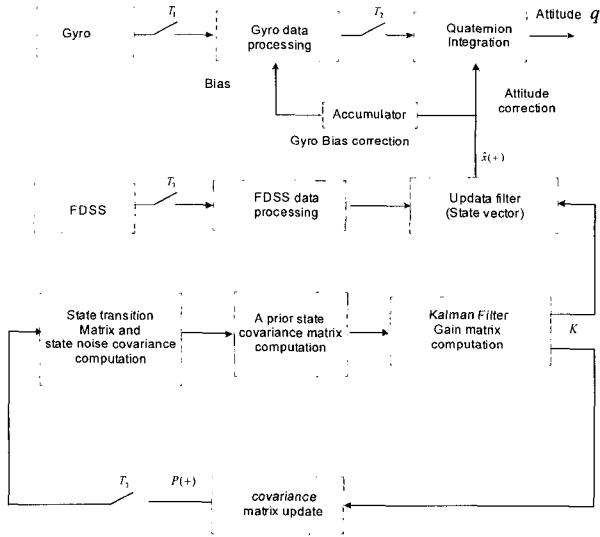 T₁
T₂
Attitude q
Gyro
Gyro data
processing
Quaternion
Integration
Bias
Attitude
correction
Accumulator
Gyro Bias correction
x̂(+)
T₃
FDSS
FDSS data
processing
Updata filter
(State vector)
State transition
Matrix and
state noise covariance
computation
A prior state
covariance matrix
computation
Kalman Filter
Gain matrix
computation
K
T₃
P(+)
covariance
matrix update